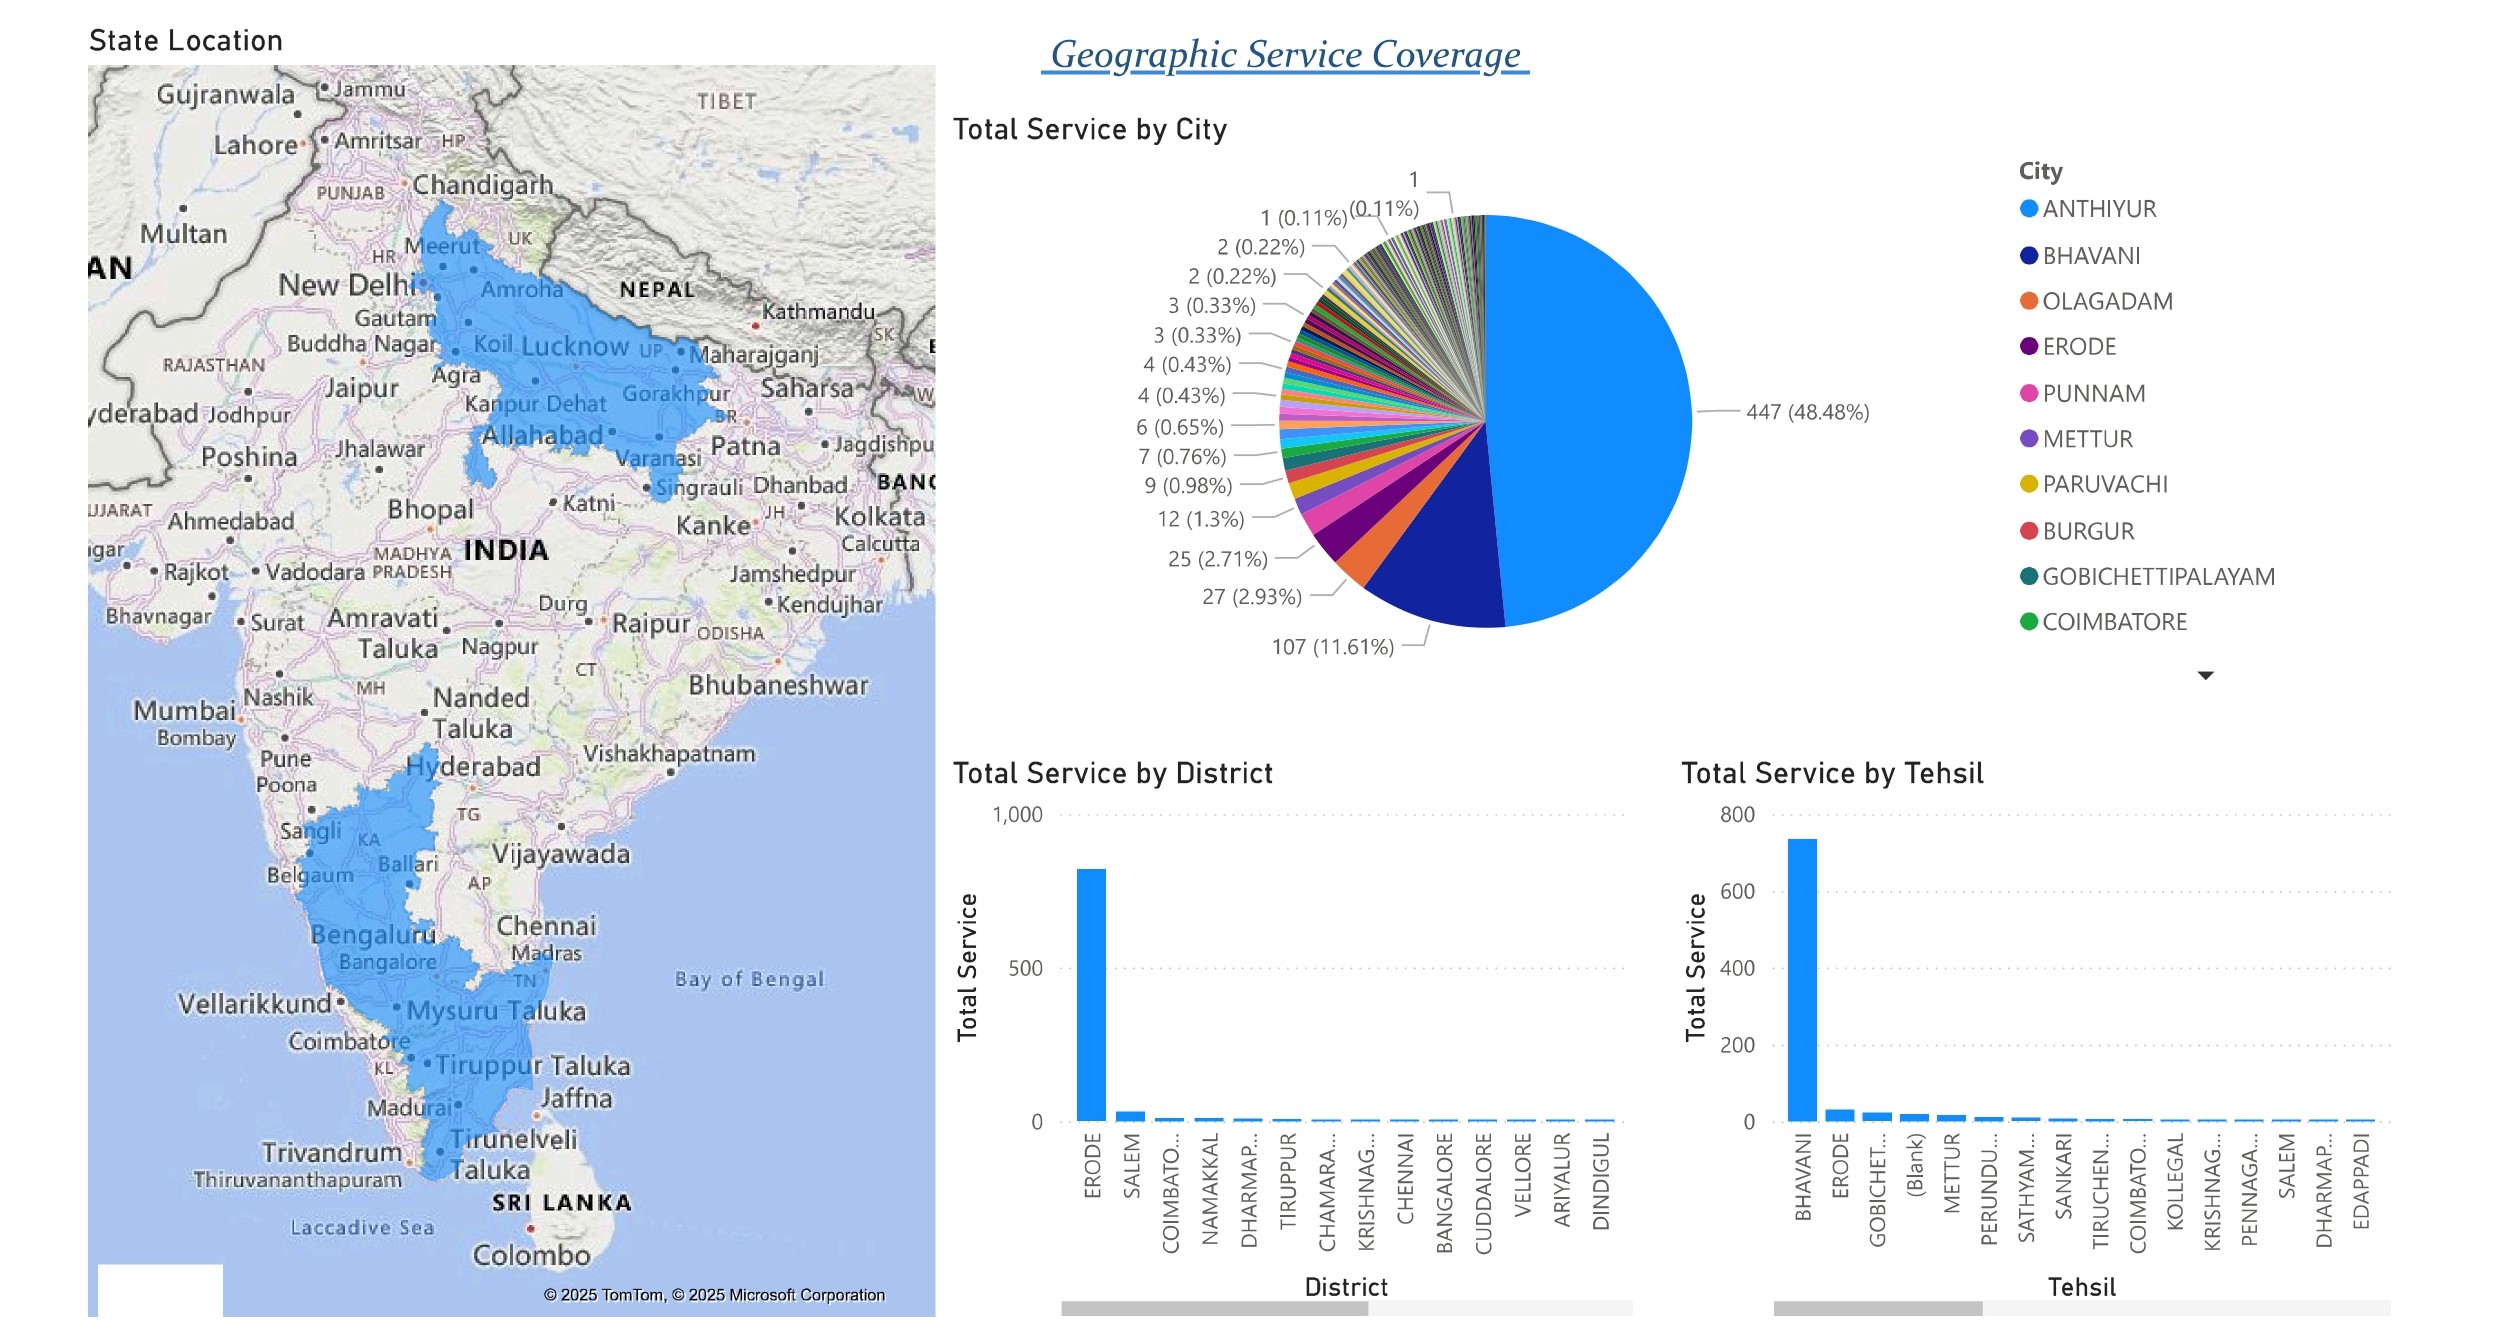 State Location
Geographic Service Coverage
Gujranwala
Jammu
TIBET
Lahore
Amritsar
HP
PUNJAB
Chandigarh
Multan
Meerut
UK
HR
AN
New Delhi
Amroha
NEPAL
Kathmandu
Gautam
Buddha Nagar
Koil
Lucknow
UP
Maharajganj
SK
RAJASTHAN
Jaipur
Agra
Gorakhpur
Saharsa
yderabad
Jodhpur
Kanpur Dehat
BR
Allahabad
Patna
Jagdishpu
Poshina
Jhalawar
Varanasi
Singrauli
Dhanbad
BANG
UJARAT
Ahmedabad
Bhopal
Katni
Kanke
JH
Kolkata
Calcutta
gar
MADHYA
PRADESH
INDIA
Rajkot
Vadodara
Jamshedpur
Bhavnagar
Surat
Amravati
Taluka
Nagpur
Durg
Raipur
ODISHA
Kendujhar
CT
Nashik
MH
Nanded
Taluka
Bhubaneshwar
Mumbai
Bombay
Pune
Poona
Hyderabad
Vishakhapatnam
TG
Sangli
KA
Ballari
Vijayawada
Belgaum
AP
Bengaluru
Bangalore
Chennai
Madras
TN
Bay of Bengal
Vellarikkund
Mysuru Taluka
Coimbatore
KL
Tiruppur Taluka
Jaffna
Madurai
Trivandrum
Thiruvananthapuram
Tirunelveli
Taluka
SRI LANKA
Laccadive Sea
Colombo
© 2025 TomTom, © 2025 Microsoft Corporation
Total Service by City
1
(0.11%)
1 (0.11%)
2 (0.22%)
2 (0.22%)
3 (0.33%)
3 (0.33%)
4 (0.43%)
4 (0.43%)
6 (0.65%)
7 (0.76%)
9 (0.98%)
12 (1.3%)
25 (2.71%)
27 (2.93%)
107 (11.61%)
447 (48.48%)
City
ANTHIYUR
BHAVANI
OLAGADAM
ERODE
PUNNAM
METTUR
PARUVACHI
BURGUR
GOBICHETTIPALAYAM
COIMBATORE
Total Service by District
Total Service
1,000
500
0
ERODE
SALEM
COIMBATO...
NAMAKKAL
DHARMAP...
TIRUPPUR
CHAMARA...
KRISHNAG...
CHENNAI
BANGALORE
CUDDALORE
VELLORE
ARIYALUR
DINDIGUL
District
Total Service by Tehsil
Total Service
800
600
400
200
0
BHAVANI
ERODE
GOBICHET...
(Blank)
METTUR
PERUNDU...
SATHYAM...
SANKARI
TIRUCHEN...
COIMBATO...
KOLLEGAL
KRISHNAG...
PENNAGA...
SALEM
DHARMAP...
EDAPPADI
Tehsil